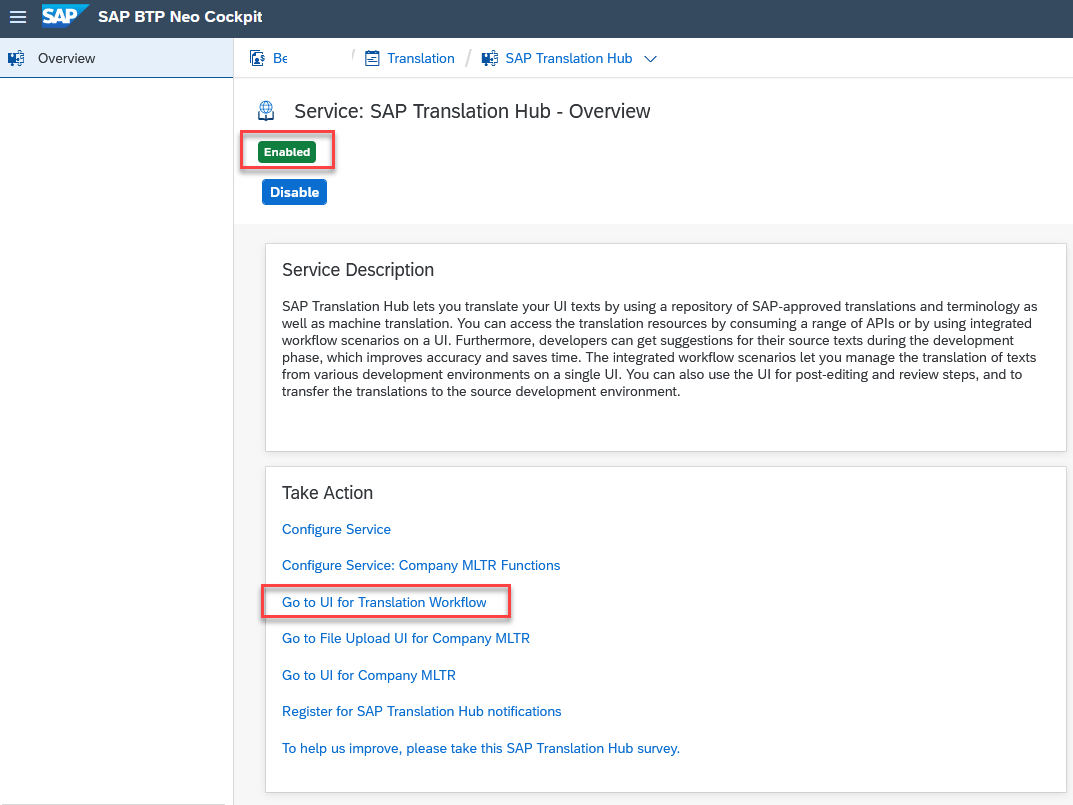 SAP SAP BTP Neo Cockpit
Overview
Be / Translation / SAP Translation Hub
Service: SAP Translation Hub - Overview
Enabled
Disable
Service Description
SAP Translation Hub lets you translate your UI texts by using a repository of SAP-approved translations and terminology as
well as machine translation. You can access the translation resources by consuming a range of APIs or by using integrated
workflow scenarios on a UI. Furthermore, developers can get suggestions for their source texts during the development
phase, which improves accuracy and saves time. The integrated workflow scenarios let you manage the translation of texts
from various development environments on a single UI. You can also use the UI for post-editing and review steps, and to
transfer the translations to the source development environment.
Take Action
Configure Service
Configure Service: Company MLTR Functions
Go to UI for Translation Workflow
Go to File Upload UI for Company MLTR
Go to UI for Company MLTR
Register for SAP Translation Hub notifications
To help us improve, please take this SAP Translation Hub survey.